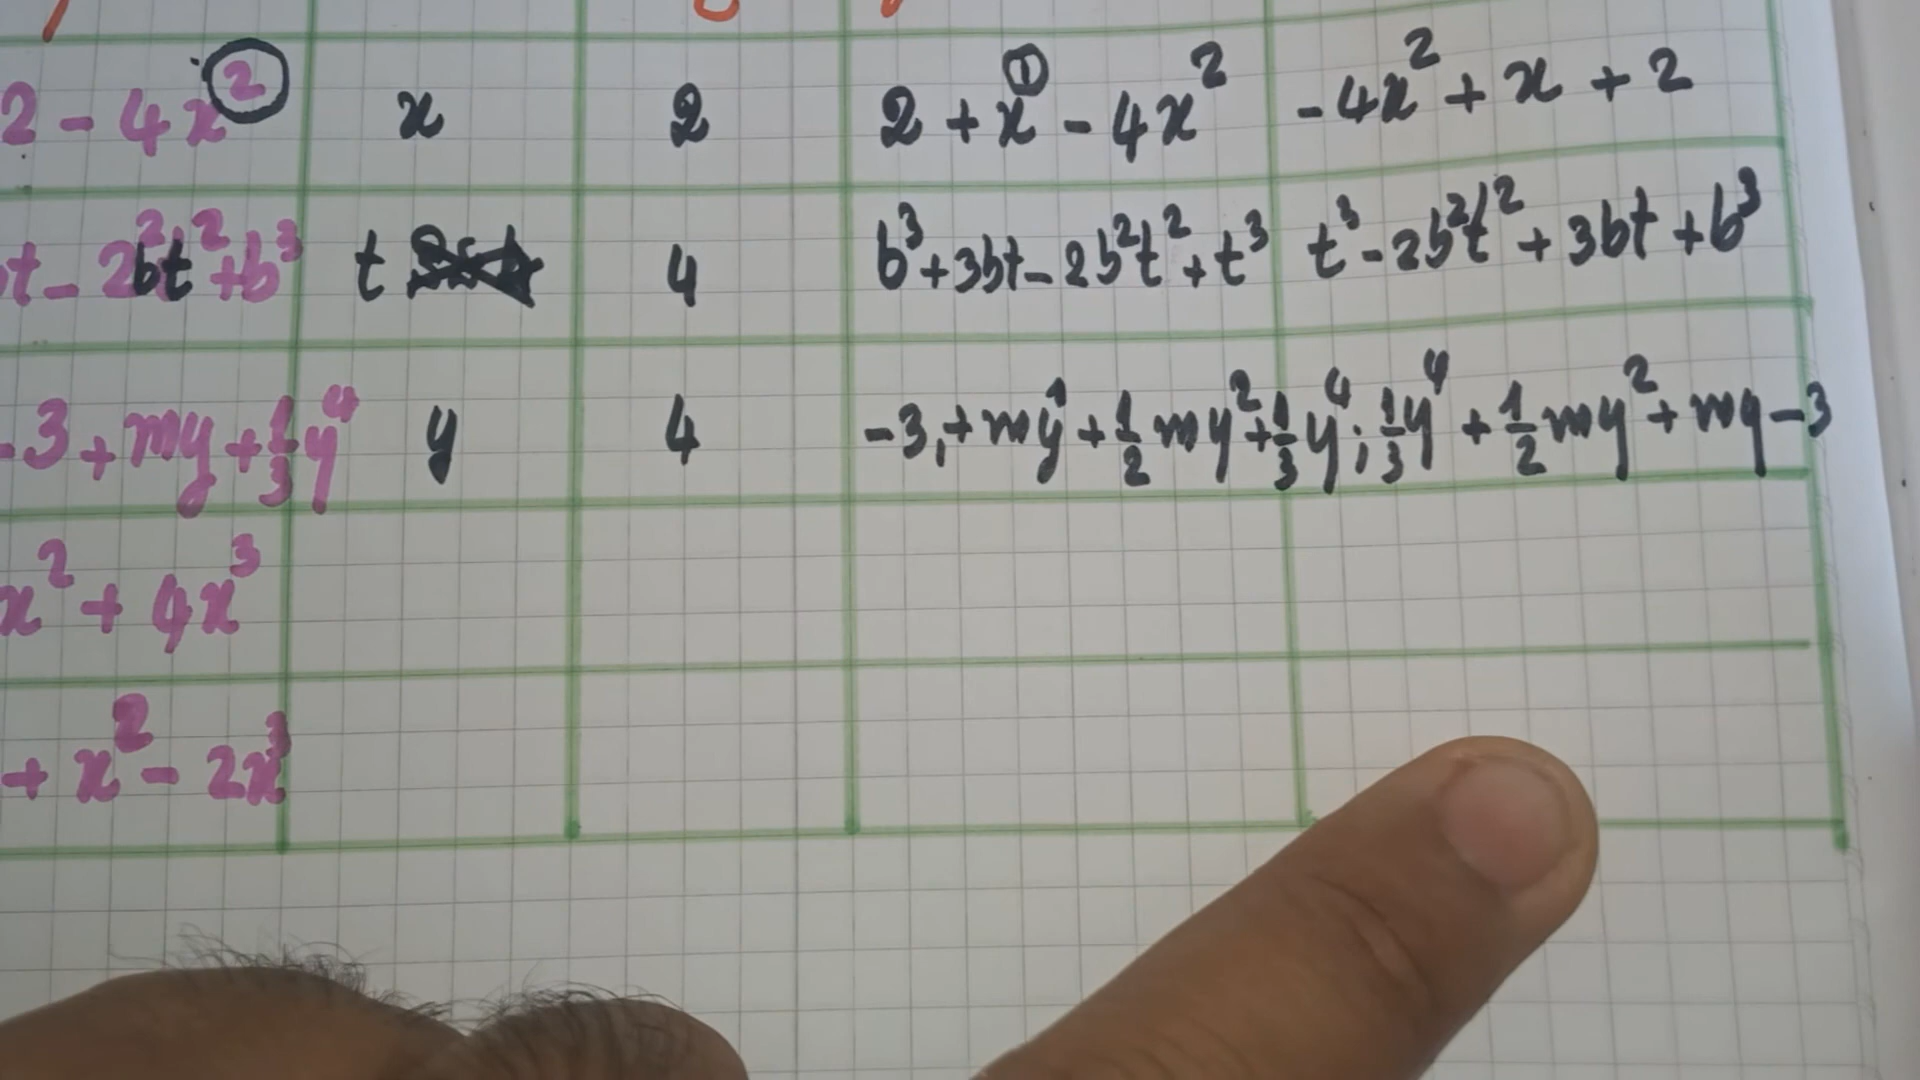 2 - 4x² x 2 2 + x¹ - 4x² - 4x² + x + 2
t - 2b²t² + b³ t 4 b³ + 3bt - 2b²t² + t³ t³ - 2b²t² + 3bt + b³
-3 + my + 1/3 y⁴ y 4 -3, + my¹ + 1/2 my² + 1/3 y⁴ ; 1/3 y⁴ + 1/2 my² + my - 3
x² + 4x³
+ x² - 2x³